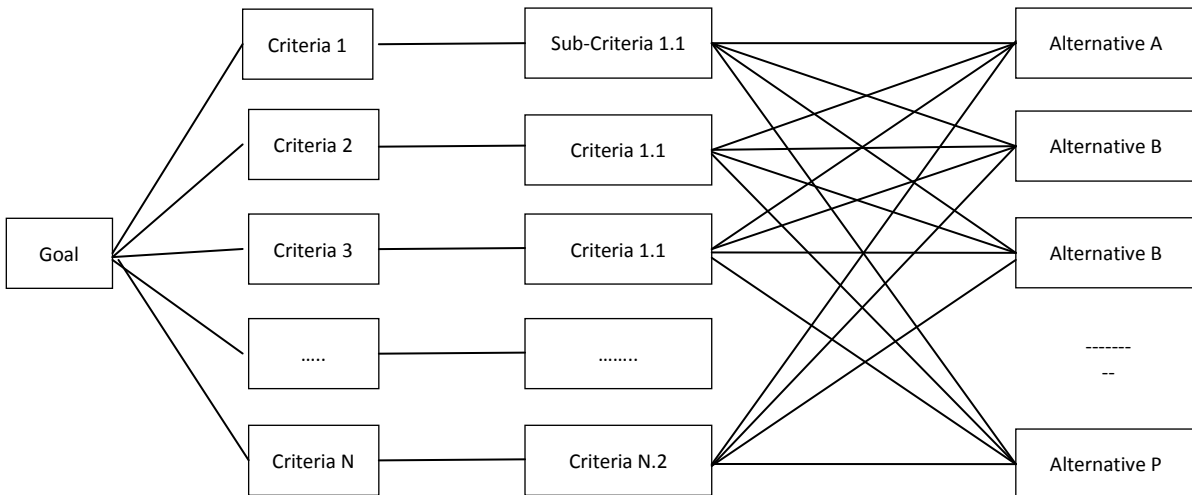 Criteria 1
Sub-Criteria 1.1
Alternative A
Criteria 2
Criteria 1.1
Alternative B
Goal
Criteria 3
Criteria 1.1
Alternative B
…..
……..
-------
--
Criteria N
Criteria N.2
Alternative P